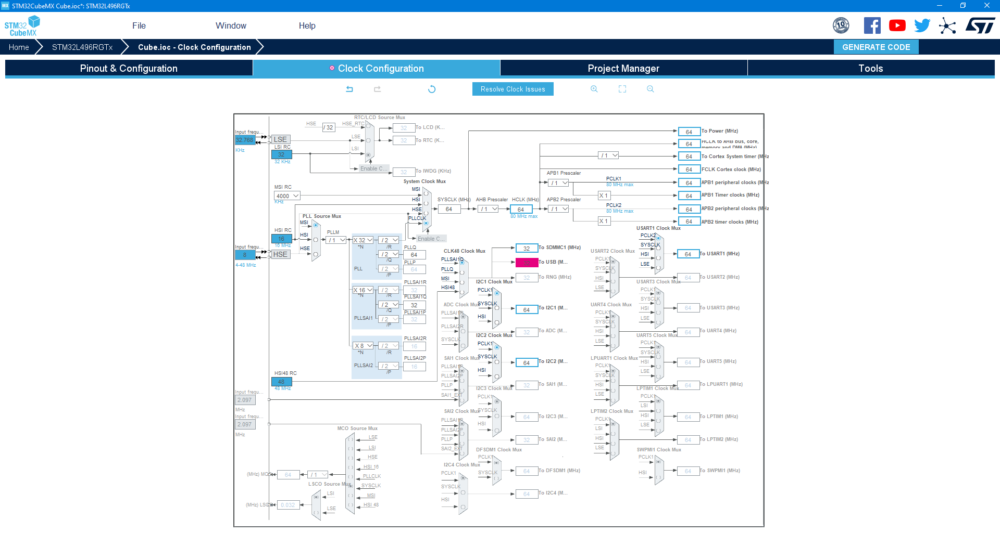 MX STM32CubeMX Cube.ioc*: STM32L496RGTx
STM32 CubeMX
File Window Help
10
Home STM32L496RGTx Cube.ioc - Clock Configuration GENERATE CODE
Pinout & Configuration Clock Configuration Project Manager Tools
Resolve Clock Issues
RTC/LCD Source Mux
HSE / 32 HSE_RTC 32 To LCD (K...
Input frequ... 32.768 KHz
LSE LSE 32 To RTC (K...
LSI RC 32 32 KHz LSI
Enable C... 32 To IWDG (KHz)
System Clock Mux
MSI RC 4000 KHz
MSI
HSI
HSE
PLLCLK
Enable C...
SYSCLK (MHz) 64
AHB Prescaler / 1
HCLK (MHz) 64 80 MHz max
64 To Power (MHz)
64 HCLK to AHB bus, core, memory and DMA (MHz)
/ 1 64 To Cortex System timer (MHz
64 FCLK Cortex clock (MHz)
APB1 Prescaler / 1 PCLK1 80 MHz max 64 APB1 peripheral clocks (MHz
X 1 64 APB1 Timer clocks (MHz)
APB2 Prescaler / 1 PCLK2 80 MHz max 64 APB2 peripheral clocks (MHz
X 1 64 APB2 timer clocks (MHz)
PLL Source Mux
MSI
HSI
HSE
HSI RC 16 16 MHz
Input frequ... 8 4-48 MHz
HSE
PLLM / 1
X 32 *N / 2 /R
PLLQ / 2 /Q 64
PLLP / 2 /P 64
PLL
X 16 *N
PLLSAI1R / 2 /R 32
PLLSAI1Q / 2 /Q 32
PLLSAI1P / 2 /P 32
PLLSAI1
X 8 *N
PLLSAI2R / 2 /R 16
PLLSAI2P / 2 /P 16
PLLSAI2
HSI48 RC 48 48 MHz
Input frequ... 2.097 MHz
Input frequ... 2.097 MHz
CLK48 Clock Mux
PLLSAI1Q
PLLQ
MSI
HSI48
32 To SDMMC1 (MHz)
32 To USB (M...
32 To RNG (MHz)
I2C1 Clock Mux
PCLK1
SYSCLK
HSI
64 To I2C1 (M...
ADC Clock Mux
PLLSAI1R
PLLSAI2R
SYSCLK
32 To ADC (M...
I2C2 Clock Mux
PCLK1
SYSCLK
HSI
64 To I2C2 (M...
SAI1 Clock Mux
PLLSAI1P
PLLSAI2P
PLLP
SAI1_EXT
32 To SAI1 (M...
I2C3 Clock Mux
PCLK1
SYSCLK
HSI
64 To I2C3 (M...
SAI2 Clock Mux
PLLSAI1P
PLLSAI2P
PLLP
SAI2_EXT
32 To SAI2 (M...
DFSDM1 Clock Mux
PCLK1
SYSCLK
64 To DFSDM1 (MHz)
I2C4 Clock Mux
PCLK1
SYSCLK
HSI
64 To I2C4 (M...
USART1 Clock Mux
PCLK2
SYSCLK
HSI
LSE
64 To USART1 (MHz)
USART2 Clock Mux
PCLK1
SYSCLK
HSI
LSE
64 To USART2 (MHz)
USART3 Clock Mux
PCLK1
SYSCLK
HSI
LSE
64 To USART3 (MHz)
UART4 Clock Mux
PCLK1
SYSCLK
HSI
LSE
64 To UART4 (MHz)
UART5 Clock Mux
PCLK1
SYSCLK
HSI
LSE
64 To UART5 (MHz)
LPUART1 Clock Mux
PCLK1
SYSCLK
HSI
LSE
64 To LPUART1 (MHz)
LPTIM1 Clock Mux
PCLK1
LSI
HSI
LSE
64 To LPTIM1 (MHz)
LPTIM2 Clock Mux
PCLK1
LSI
HSI
LSE
64 To LPTIM2 (MHz)
SWPMI1 Clock Mux
PCLK1
HSI
64 To SWPMI1 (MHz)
MCO Source Mux
LSE
LSI
HSE
HSI_16
PLLCLK
SYSCLK
MSI
HSI_48
(MHz) MCO 64 / 1
LSCO Source Mux
LSI
LSE
(MHz) LSCO 0.032